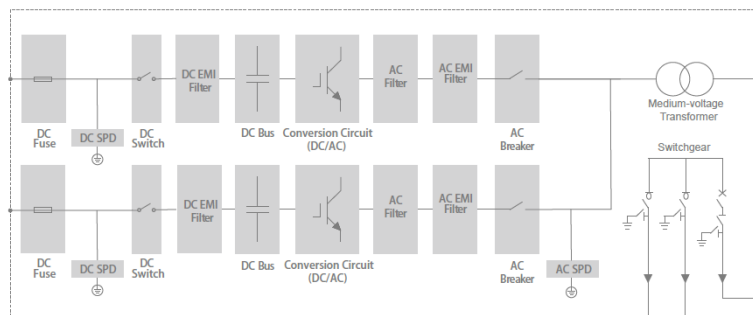 DC EMI
Filter
AC
Filter
AC EMI
Filter
DC
Fuse
DC SPD
DC
Switch
DC Bus
Conversion Circuit
(DC/AC)
AC
Breaker
Medium-voltage
Transformer
Switchgear
DC EMI
Filter
AC
Filter
AC EMI
Filter
DC
Fuse
DC SPD
DC
Switch
DC Bus
Conversion Circuit
(DC/AC)
AC
Breaker
AC SPD